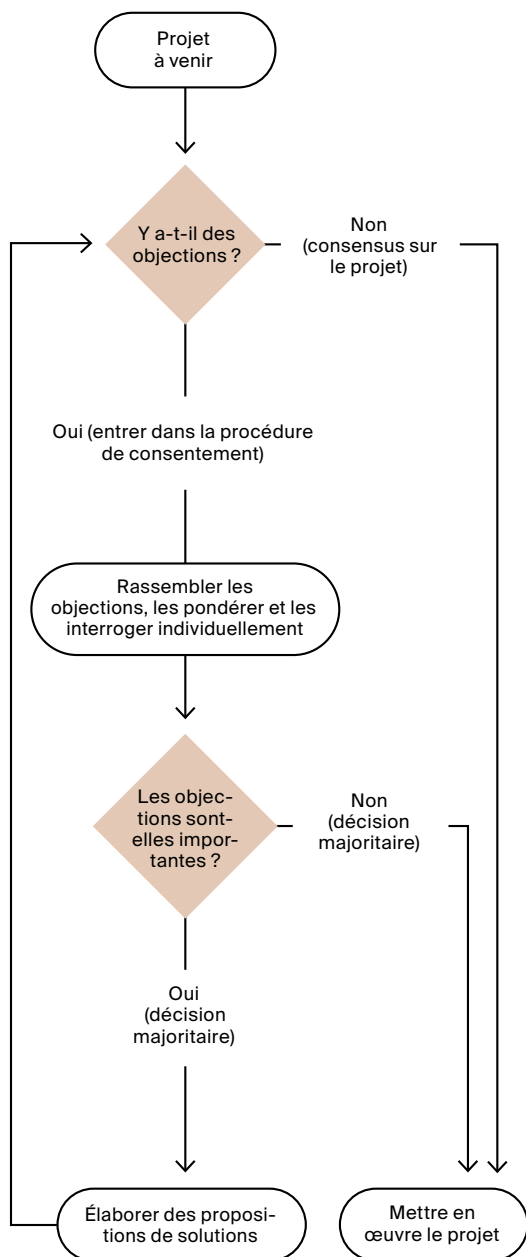 Projet
à venir
Y a-t-il des
objections ?
Non
(consensus sur
le projet)
Oui (entrer dans la procédure
de consentement)
Rassembler les
objections, les pondérer et les
interroger individuellement
Les objec-
tions sont-
elles impor-
tantes ?
Non
(décision
majoritaire)
Oui
(décision
majoritaire)
Élaborer des proposi-
tions de solutions
Mettre en
œuvre le projet